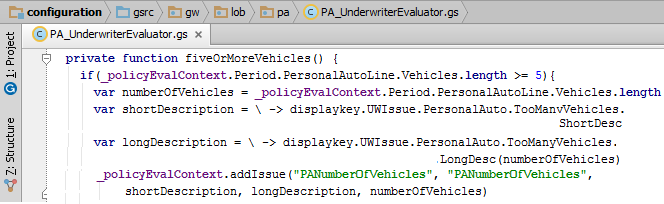 configuration gsrc gw lob pa PA_UnderwriterEvaluator.gs
PA_UnderwriterEvaluator.gs ×
1: Project
Z: Structure
private function fiveOrMoreVehicles() {
if(_policyEvalContext.Period.PersonalAutoLine.Vehicles.length >= 5){
var numberOfVehicles = _policyEvalContext.Period.PersonalAutoLine.Vehicles.length
var shortDescription = \ -> displaykey.UWIssue.PersonalAuto.TooManyVehicles.
ShortDesc
var longDescription = \ -> displaykey.UWIssue.PersonalAuto.TooManyVehicles.
.LongDesc(numberOfVehicles)
_policyEvalContext.addIssue("PANumberOfVehicles", "PANumberOfVehicles",
shortDescription, longDescription, numberOfVehicles)